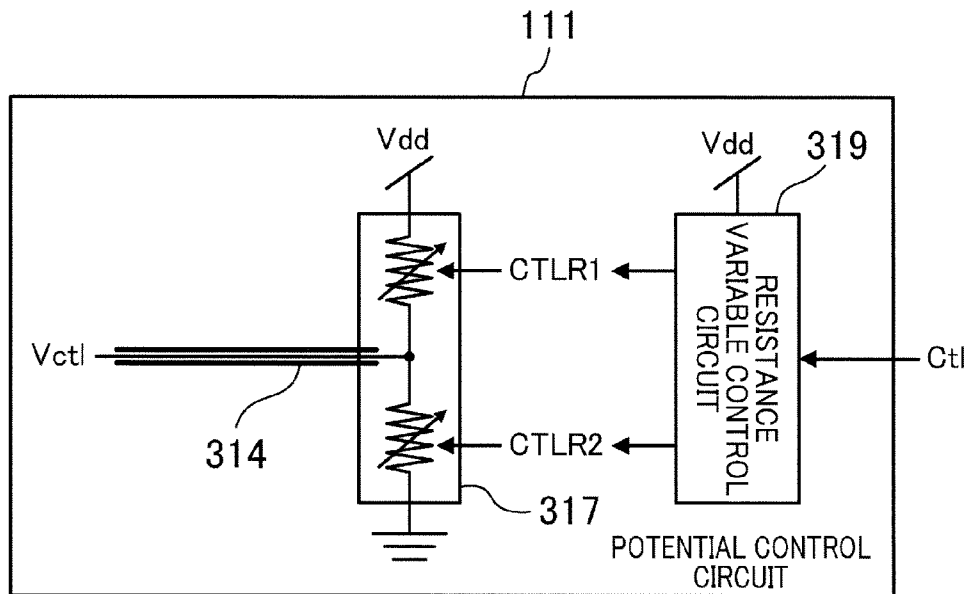 111
Vdd
Vdd
319
CTLR1
RESISTANCE
VARIABLE CONTROL
CIRCUIT
Vctl
Ctl
314
CTLR2
317
POTENTIAL CONTROL
CIRCUIT